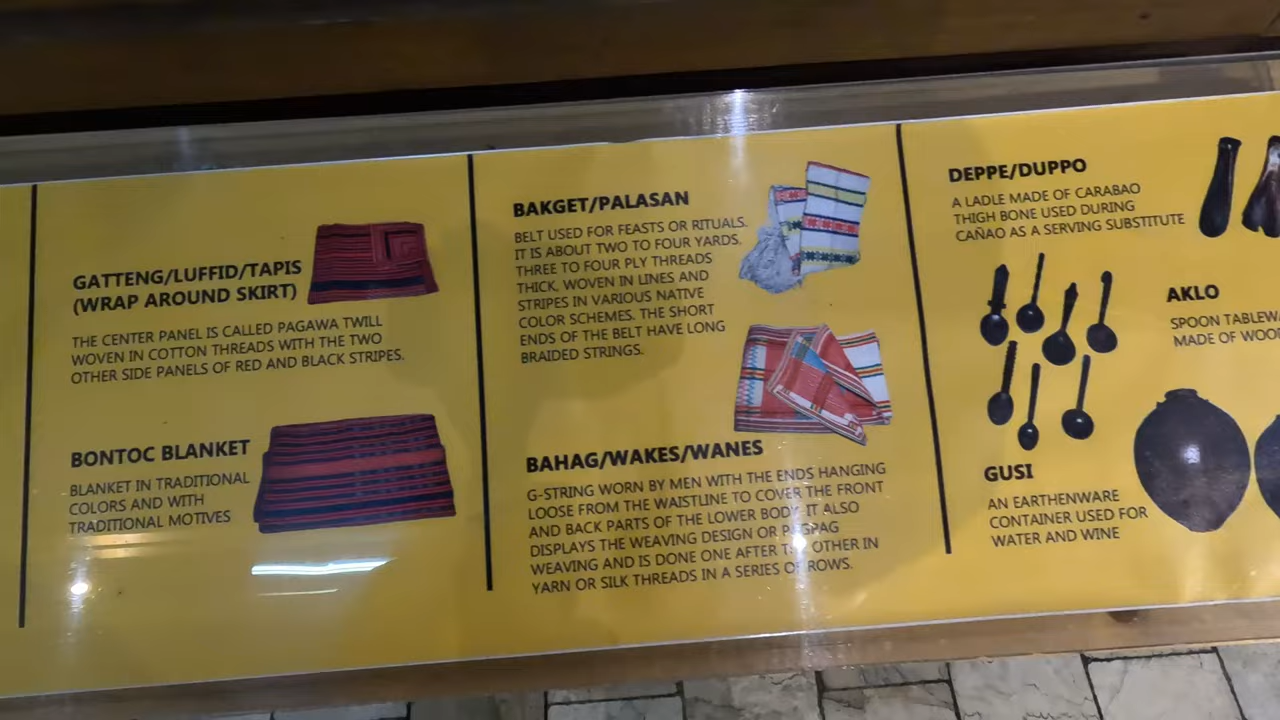 GATTENG/LUFFID/TAPIS
(WRAP AROUND SKIRT)
THE CENTER PANEL IS CALLED PAGAWA TWILL
WOVEN IN COTTON THREADS WITH THE TWO
OTHER SIDE PANELS OF RED AND BLACK STRIPES.
BONTOC BLANKET
BLANKET IN TRADITIONAL
COLORS AND WITH
TRADITIONAL MOTIVES
BAKGET/PALASAN
BELT USED FOR FEASTS OR RITUALS.
IT IS ABOUT TWO TO FOUR YARDS.
THREE TO FOUR PLY THREADS
THICK, WOVEN IN LINES AND
STRIPES IN VARIOUS NATIVE
COLOR SCHEMES. THE SHORT
ENDS OF THE BELT HAVE LONG
BRAIDED STRINGS.
BAHAG/WAKES/WANES
G-STRING WORN BY MEN WITH THE ENDS HANGING
LOOSE FROM THE WAISTLINE TO COVER THE FRONT
AND BACK PARTS OF THE LOWER BODY. IT ALSO
DISPLAYS THE WEAVING DESIGN OR
WEAVING AND IS DONE ONE AFTER THE OTHER IN
YARN OR SILK THREADS IN A SERIES OF ROWS.
DEPPE/DUPPO
A LADLE MADE OF CARABAO
THIGH BONE USED DURING
CAÑAO AS A SERVING SUBSTITUTE
AKLO
SPOON
MADE OF
GUSI
AN EARTHENWARE
CONTAINER USED FOR
WATER AND WINE